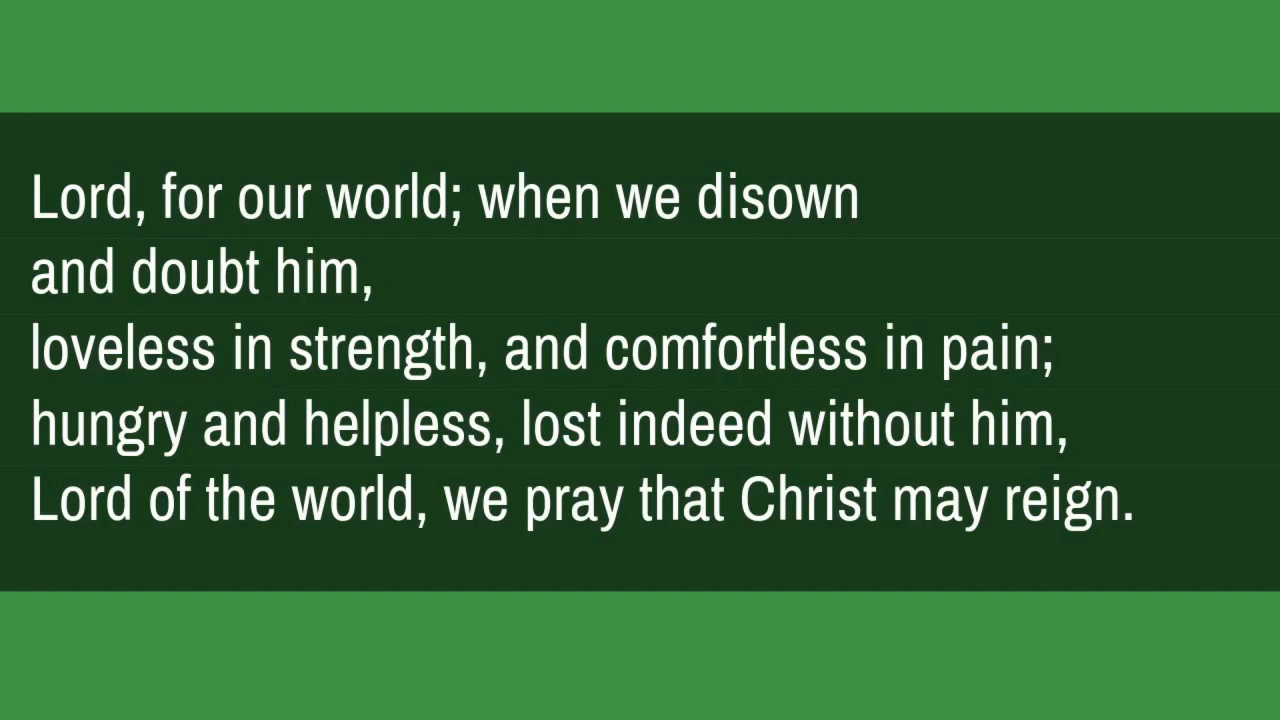 Lord, for our world; when we disown
and doubt him,
loveless in strength, and comfortless in pain;
hungry and helpless, lost indeed without him,
Lord of the world, we pray that Christ may reign.